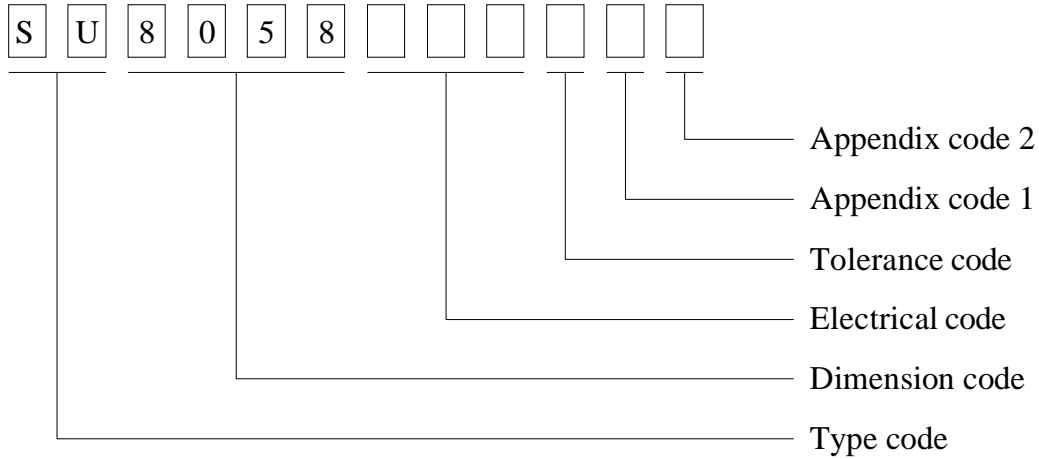 S U 8 0 5 8
Appendix code 2
Appendix code 1
Tolerance code
Electrical code
Dimension code
Type code